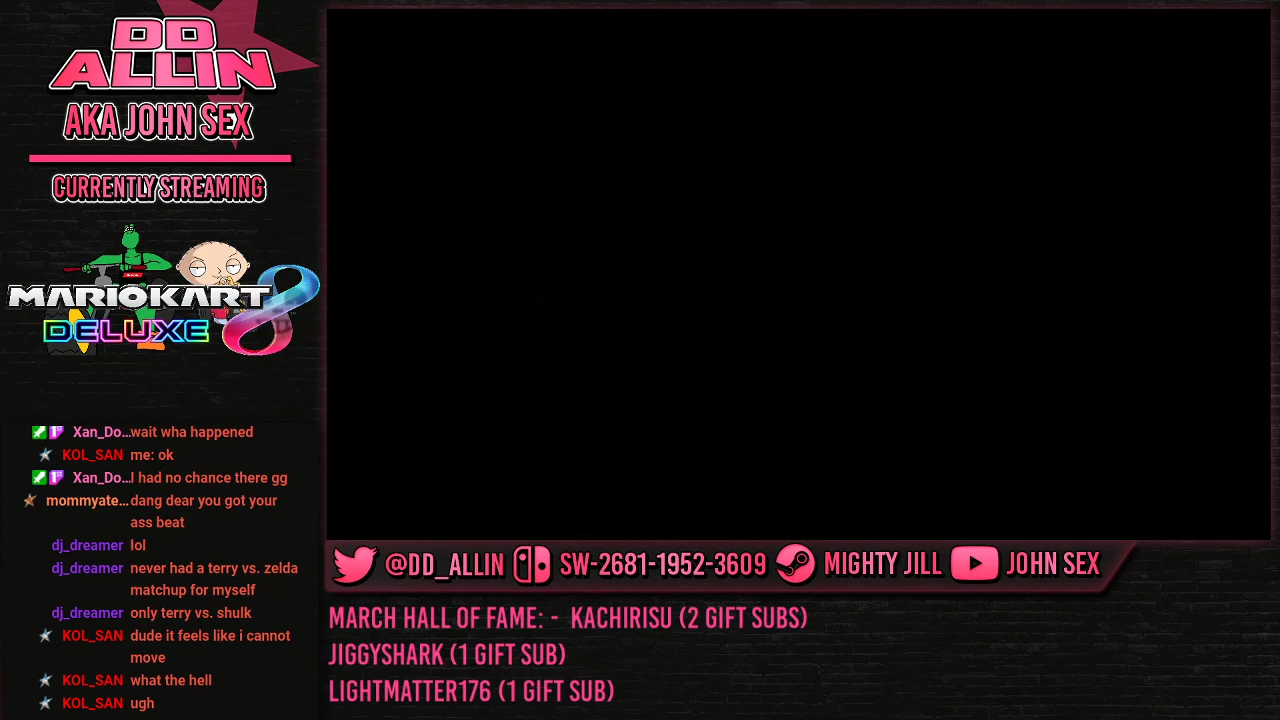 DD
ALLIN
AKA JOHN SEX
CURRENTLY STREAMING
MARIOKART 8
DELUXE
Xan_Do... wait wha happened
KOL_SAN me: ok
Xan_Do... I had no chance there gg
mommyate... dang dear you got your
ass beat
dj_dreamer lol
dj_dreamer never had a terry vs. zelda
matchup for myself
dj_dreamer only terry vs. shulk
KOL_SAN dude it feels like i cannot
move
KOL_SAN what the hell
KOL_SAN ugh
@DD_ALLIN SW-2681-1952-3609 MIGHTY JILL JOHN SEX
MARCH HALL OF FAME: - KACHIRISU (2 GIFT SUBS)
JIGGYSHARK (1 GIFT SUB)
LIGHTMATTER176 (1 GIFT SUB)